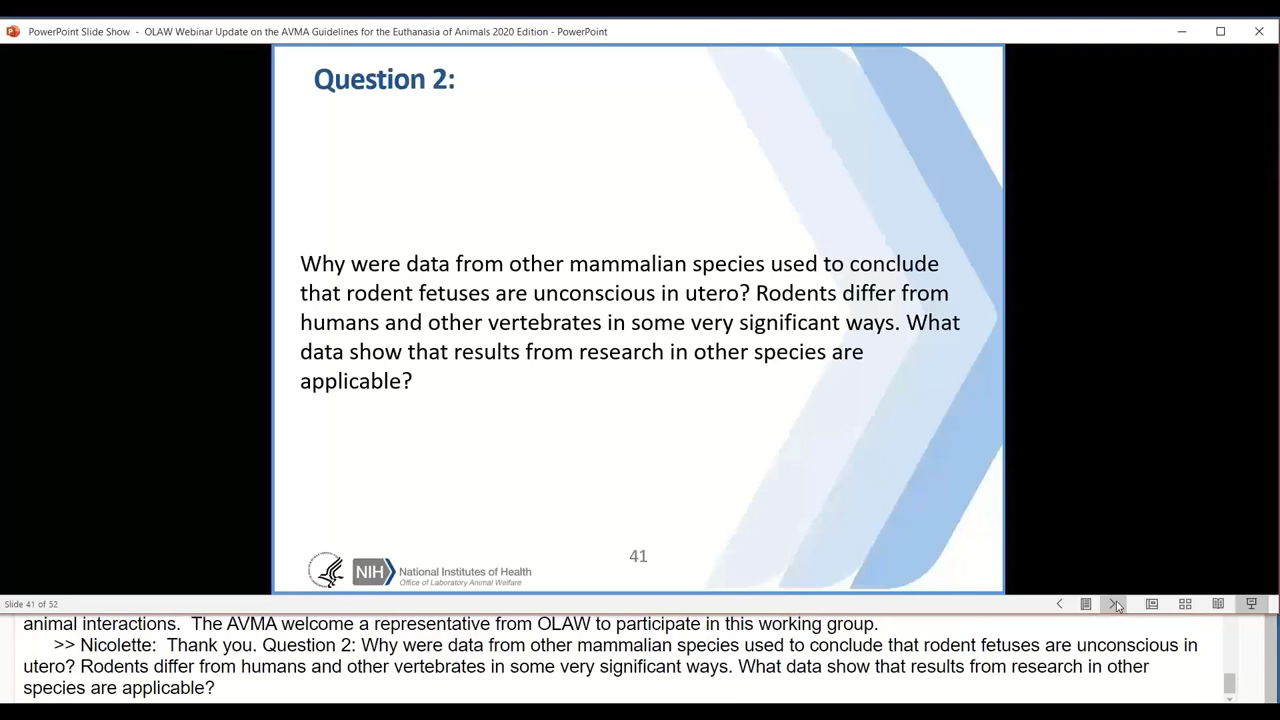 PowerPoint Slide Show - OLAW Webinar Update on the AVMA Guidelines for the Euthanasia of Animals 2020 Edition - PowerPoint
Question 2:
Why were data from other mammalian species used to conclude
that rodent fetuses are unconscious in utero? Rodents differ from
humans and other vertebrates in some very significant ways. What
data show that results from research in other species are
applicable?
41
NIH National Institutes of Health
Office of Laboratory Animal Welfare
Slide 41 of 52
animal interactions.  The AVMA welcome a representative from OLAW to participate in this working group.
>> Nicolette:  Thank you. Question 2: Why were data from other mammalian species used to conclude that rodent fetuses are unconscious in
utero? Rodents differ from humans and other vertebrates in some very significant ways. What data show that results from research in other
species are applicable?